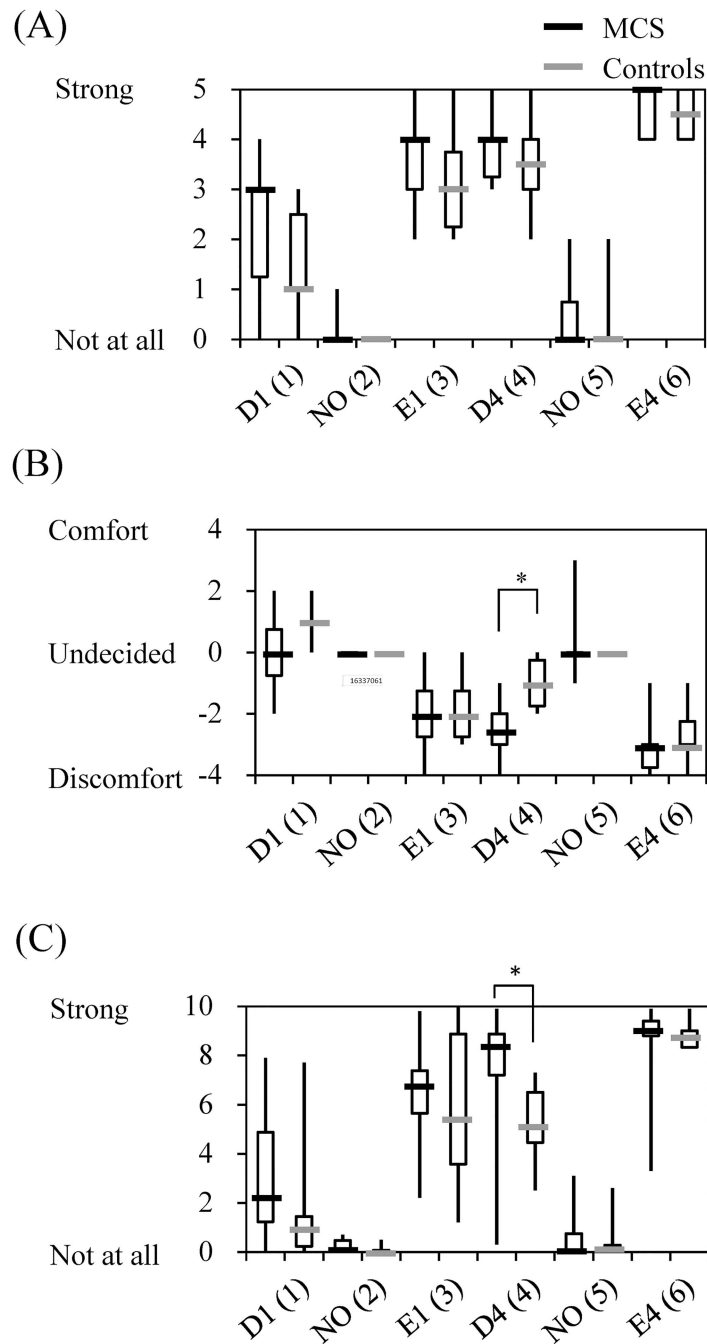 (A)
MCS
Controls
Strong
5
4
3
2
1
Not at all 0
D1 (1) NO (2) E1 (3) D4 (4) NO (5) E4 (6)
(B)
Comfort 4
2
*
Undecided 0
16337061
-2
Discomfort -4
D1 (1) NO (2) E1 (3) D4 (4) NO (5) E4 (6)
(C)
*
Strong 10
8
6
4
2
Not at all 0
D1 (1) NO (2) E1 (3) D4 (4) NO (5) E4 (6)